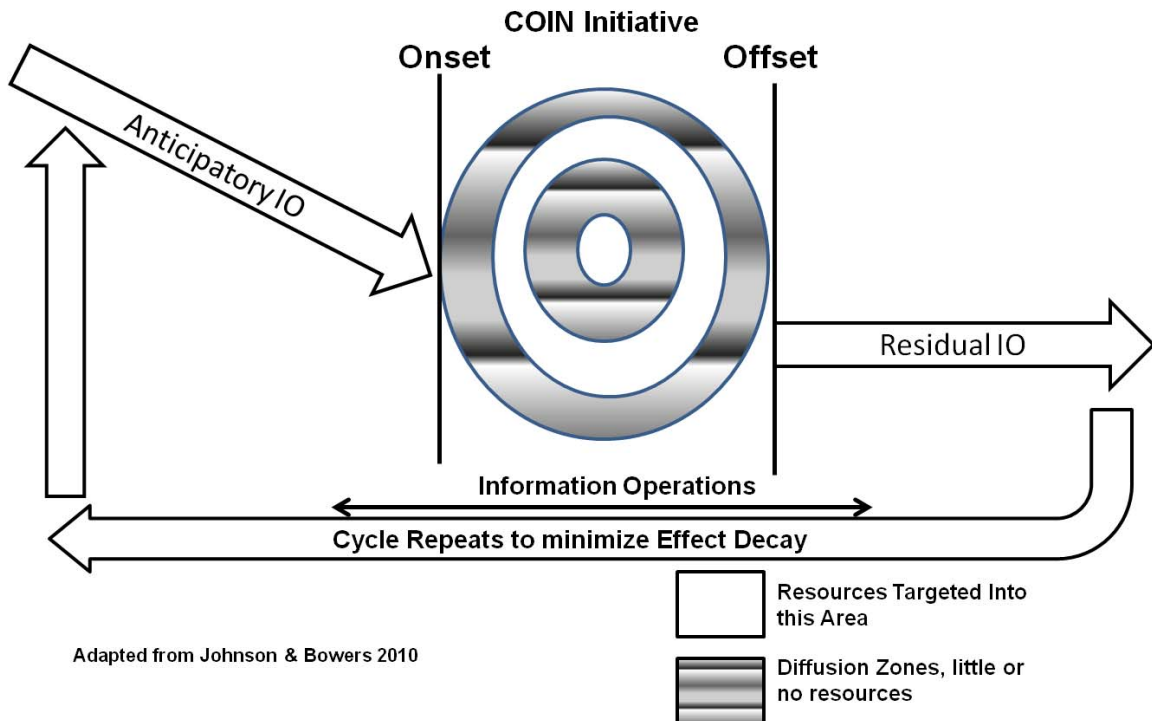 COIN Initiative
Onset
Offset
Anticipatory IO
Residual IO
Information Operations
Cycle Repeats to minimize Effect Decay
Resources Targeted Into
this Area
Adapted from Johnson & Bowers 2010
Diffusion Zones, little or
no resources